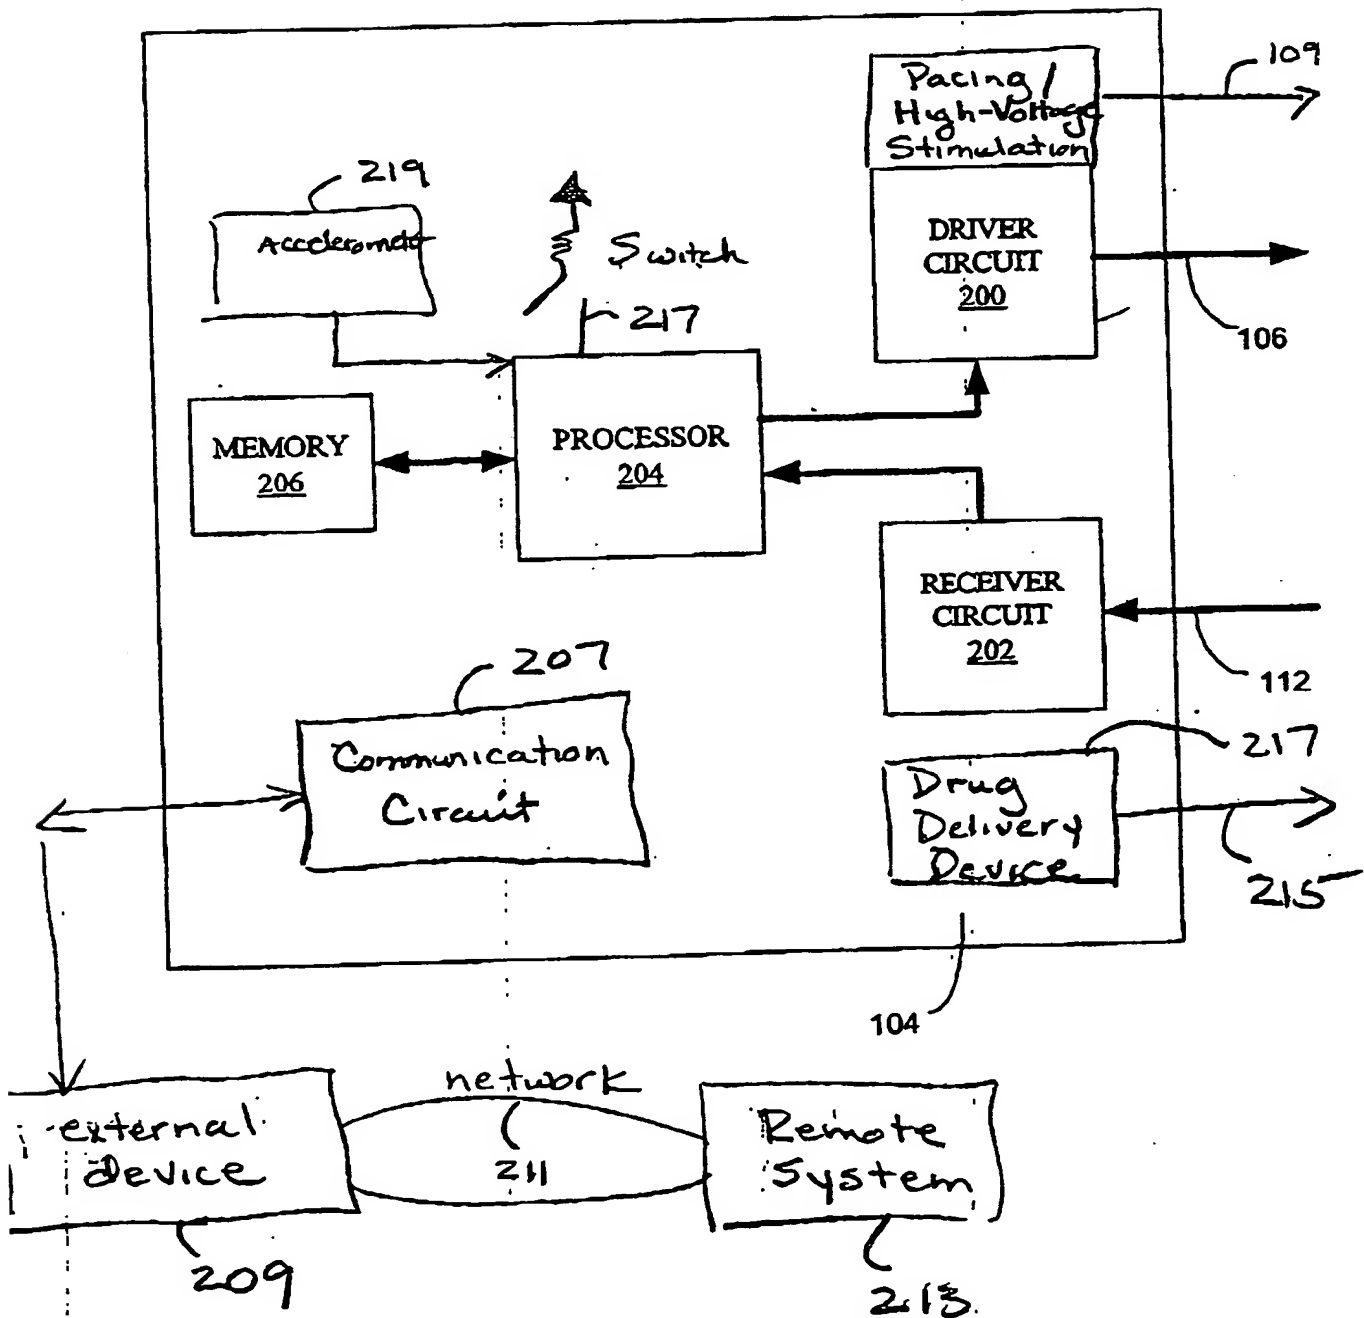 109
Pacing/
High-Voltage
Stimulation
219
Accelerometer
Switch
217
DRIVER
CIRCUIT
200
106
MEMORY
206
PROCESSOR
204
RECEIVER
CIRCUIT
202
112
207
Communication
Circuit
217
Drug
Delivery
Device
215
104
network
211
external
device
209
Remote
System
213